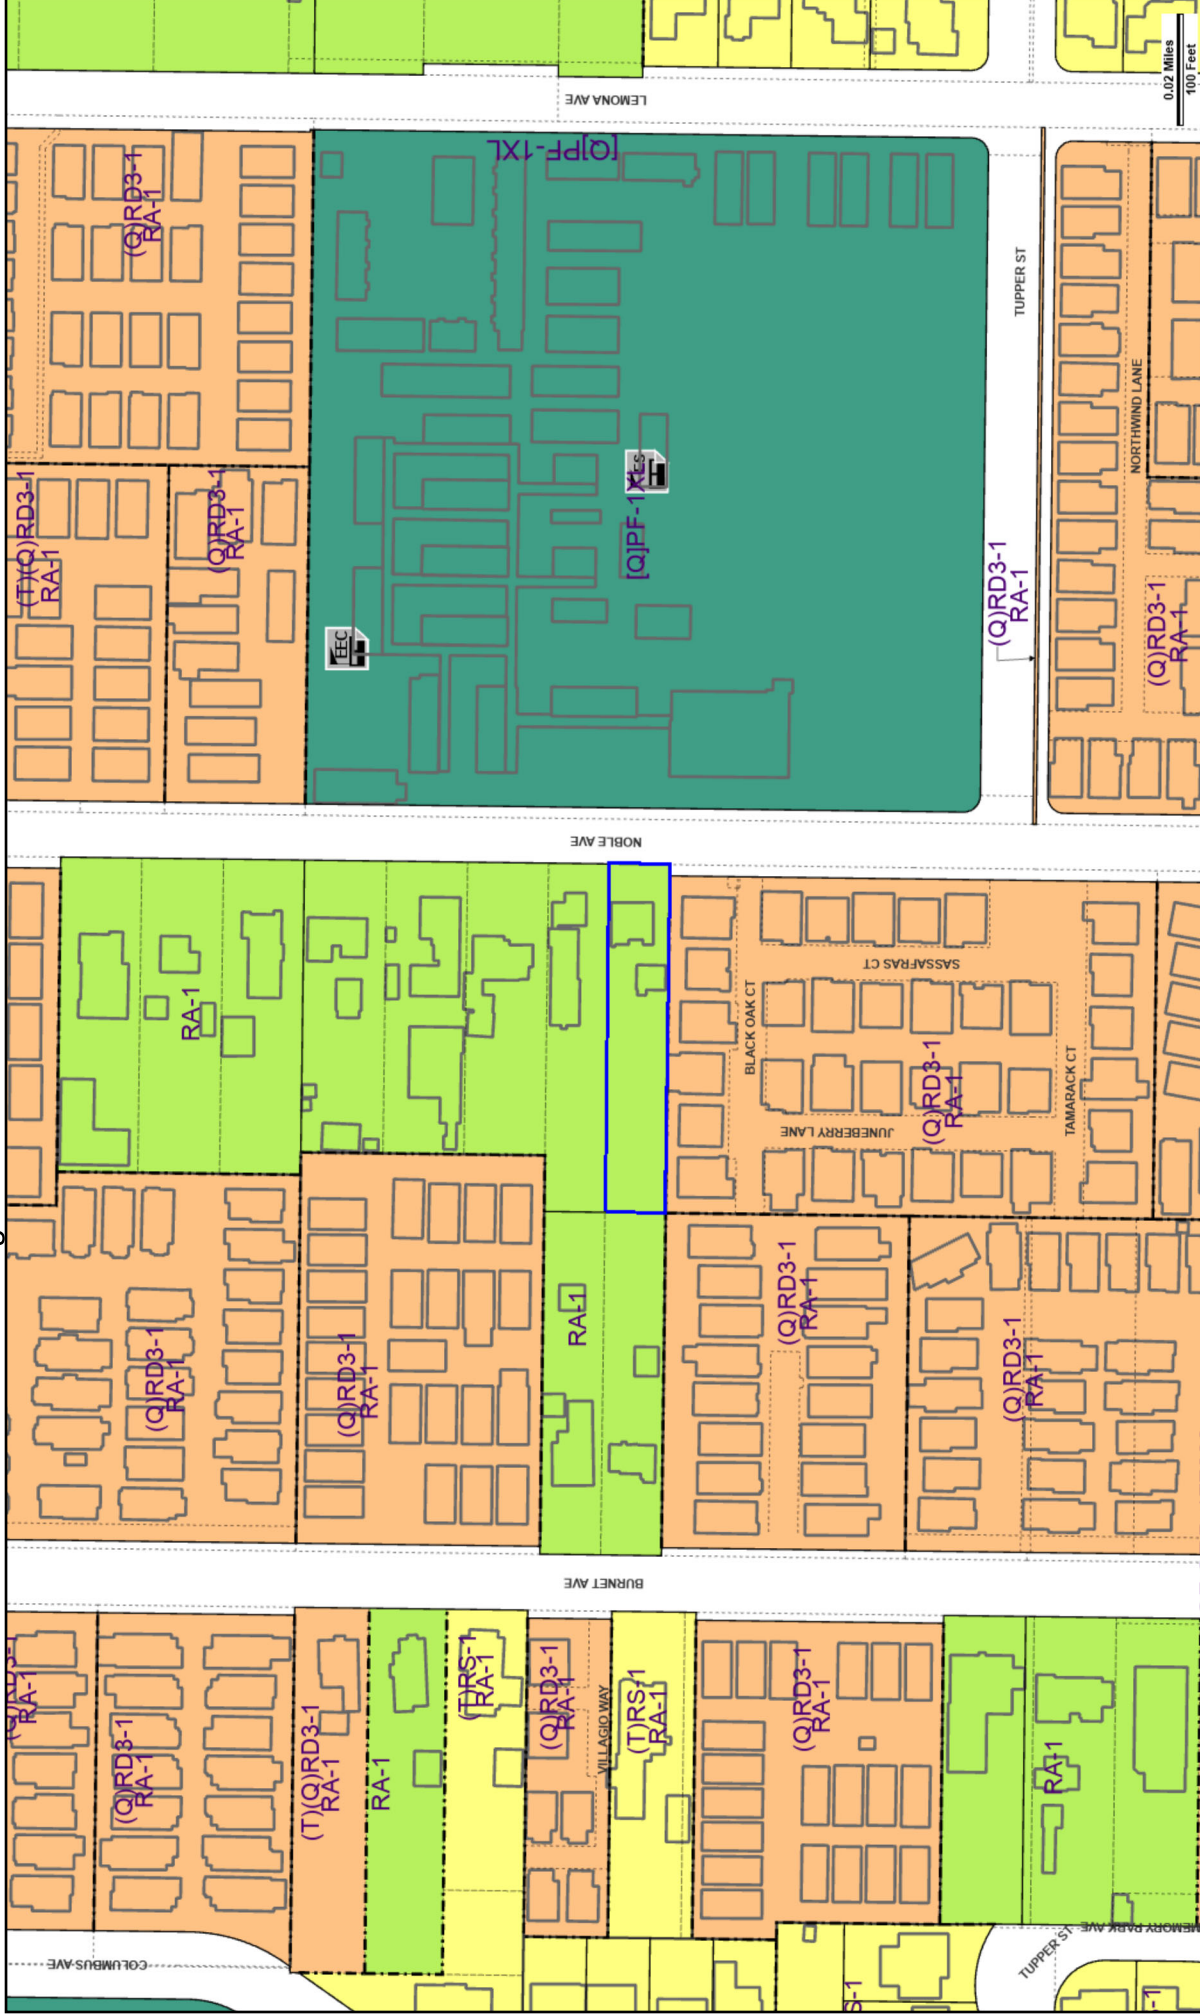 LEMONA AVE
0.02 Miles
100 Feet
(Q)RD3-1
RA-1
[Q]PF-1XL
TUPPER ST
NORTHWIND LANE
(T)(Q)RD3-1
RA-1
(Q)RD3-1
RA-1
[Q]PF-1XL
EEC
(Q)RD3-1
RA-1
(Q)RD3-1
RA-1
NOBLE AVE
RA-1
SASSAFRAS CT
BLACK OAK CT
(Q)RD3-1
RA-1
TAMARACK CT
JUNEBERRY LANE
(Q)RD3-1
RA-1
(Q)RD3-1
RA-1
RA-1
(Q)RD3-1
RA-1
(Q)RD3-1
RA-1
BURNET AVE
RA-1
(Q)RD3-1
RA-1
(T)(Q)RD3-1
RA-1
RA-1
(T)RS-1
RA-1
(Q)RD3-1
RA-1
VILLAGIO WAY
(T)RS-1
RA-1
(Q)RD3-1
RA-1
RA-1
COLUMBUS AVE
TUPPER ST
MEMORY PARK AVE
S-1
-1